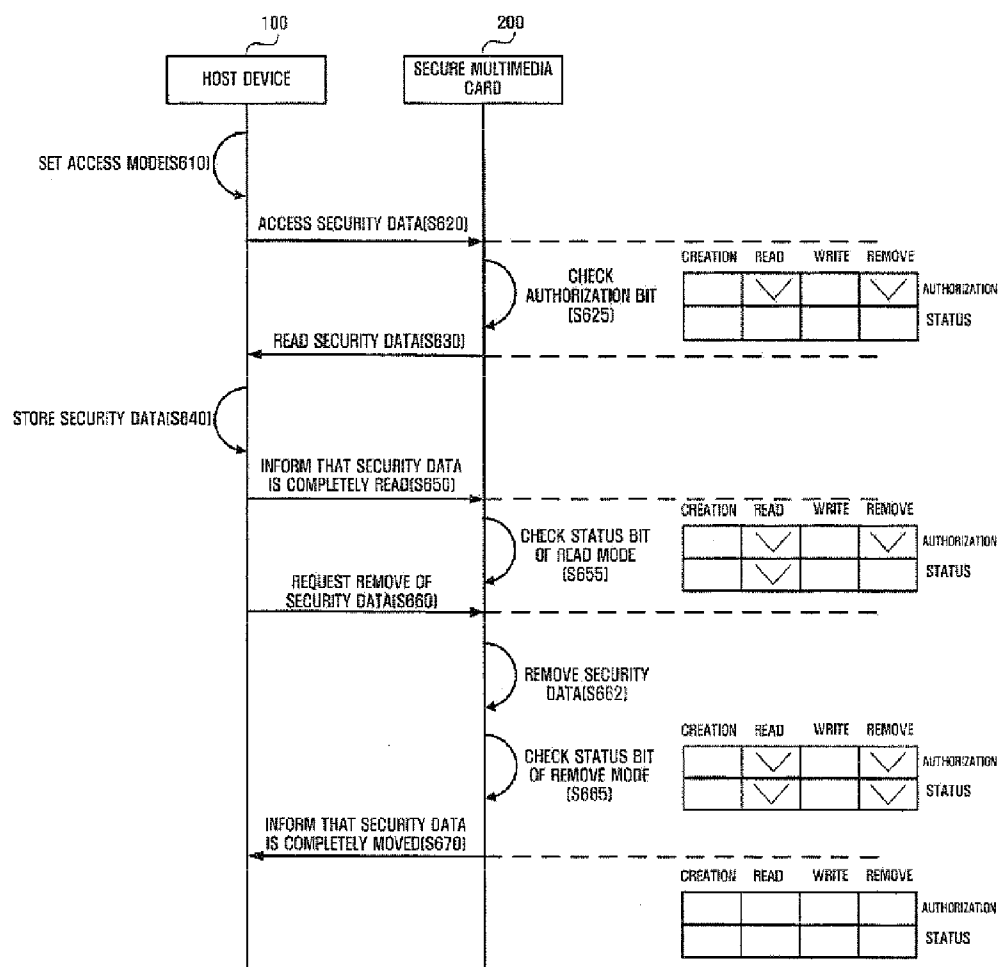 100
200
HOST DEVICE
SECURE MULTIMEDIA
CARD
SET ACCESS MODE(S610)
ACCESS SECURITY DATA(S620)
CREATION READ WRITE REMOVE
CHECK
AUTHORIZATION BIT
(S625)
AUTHORIZATION
STATUS
READ SECURITY DATA(S630)
STORE SECURITY DATA(S640)
INFORM THAT SECURITY DATA
IS COMPLETELY READ(S650)
CREATION READ WRITE REMOVE
CHECK STATUS BIT
OF READ MODE
(S655)
AUTHORIZATION
STATUS
REQUEST REMOVE OF
SECURITY DATA(S660)
REMOVE SECURITY
DATA(S662)
CREATION READ WRITE REMOVE
CHECK STATUS BIT
OF REMOVE MODE
(S665)
AUTHORIZATION
STATUS
INFORM THAT SECURITY DATA
IS COMPLETELY MOVED(S670)
CREATION READ WRITE REMOVE
AUTHORIZATION
STATUS